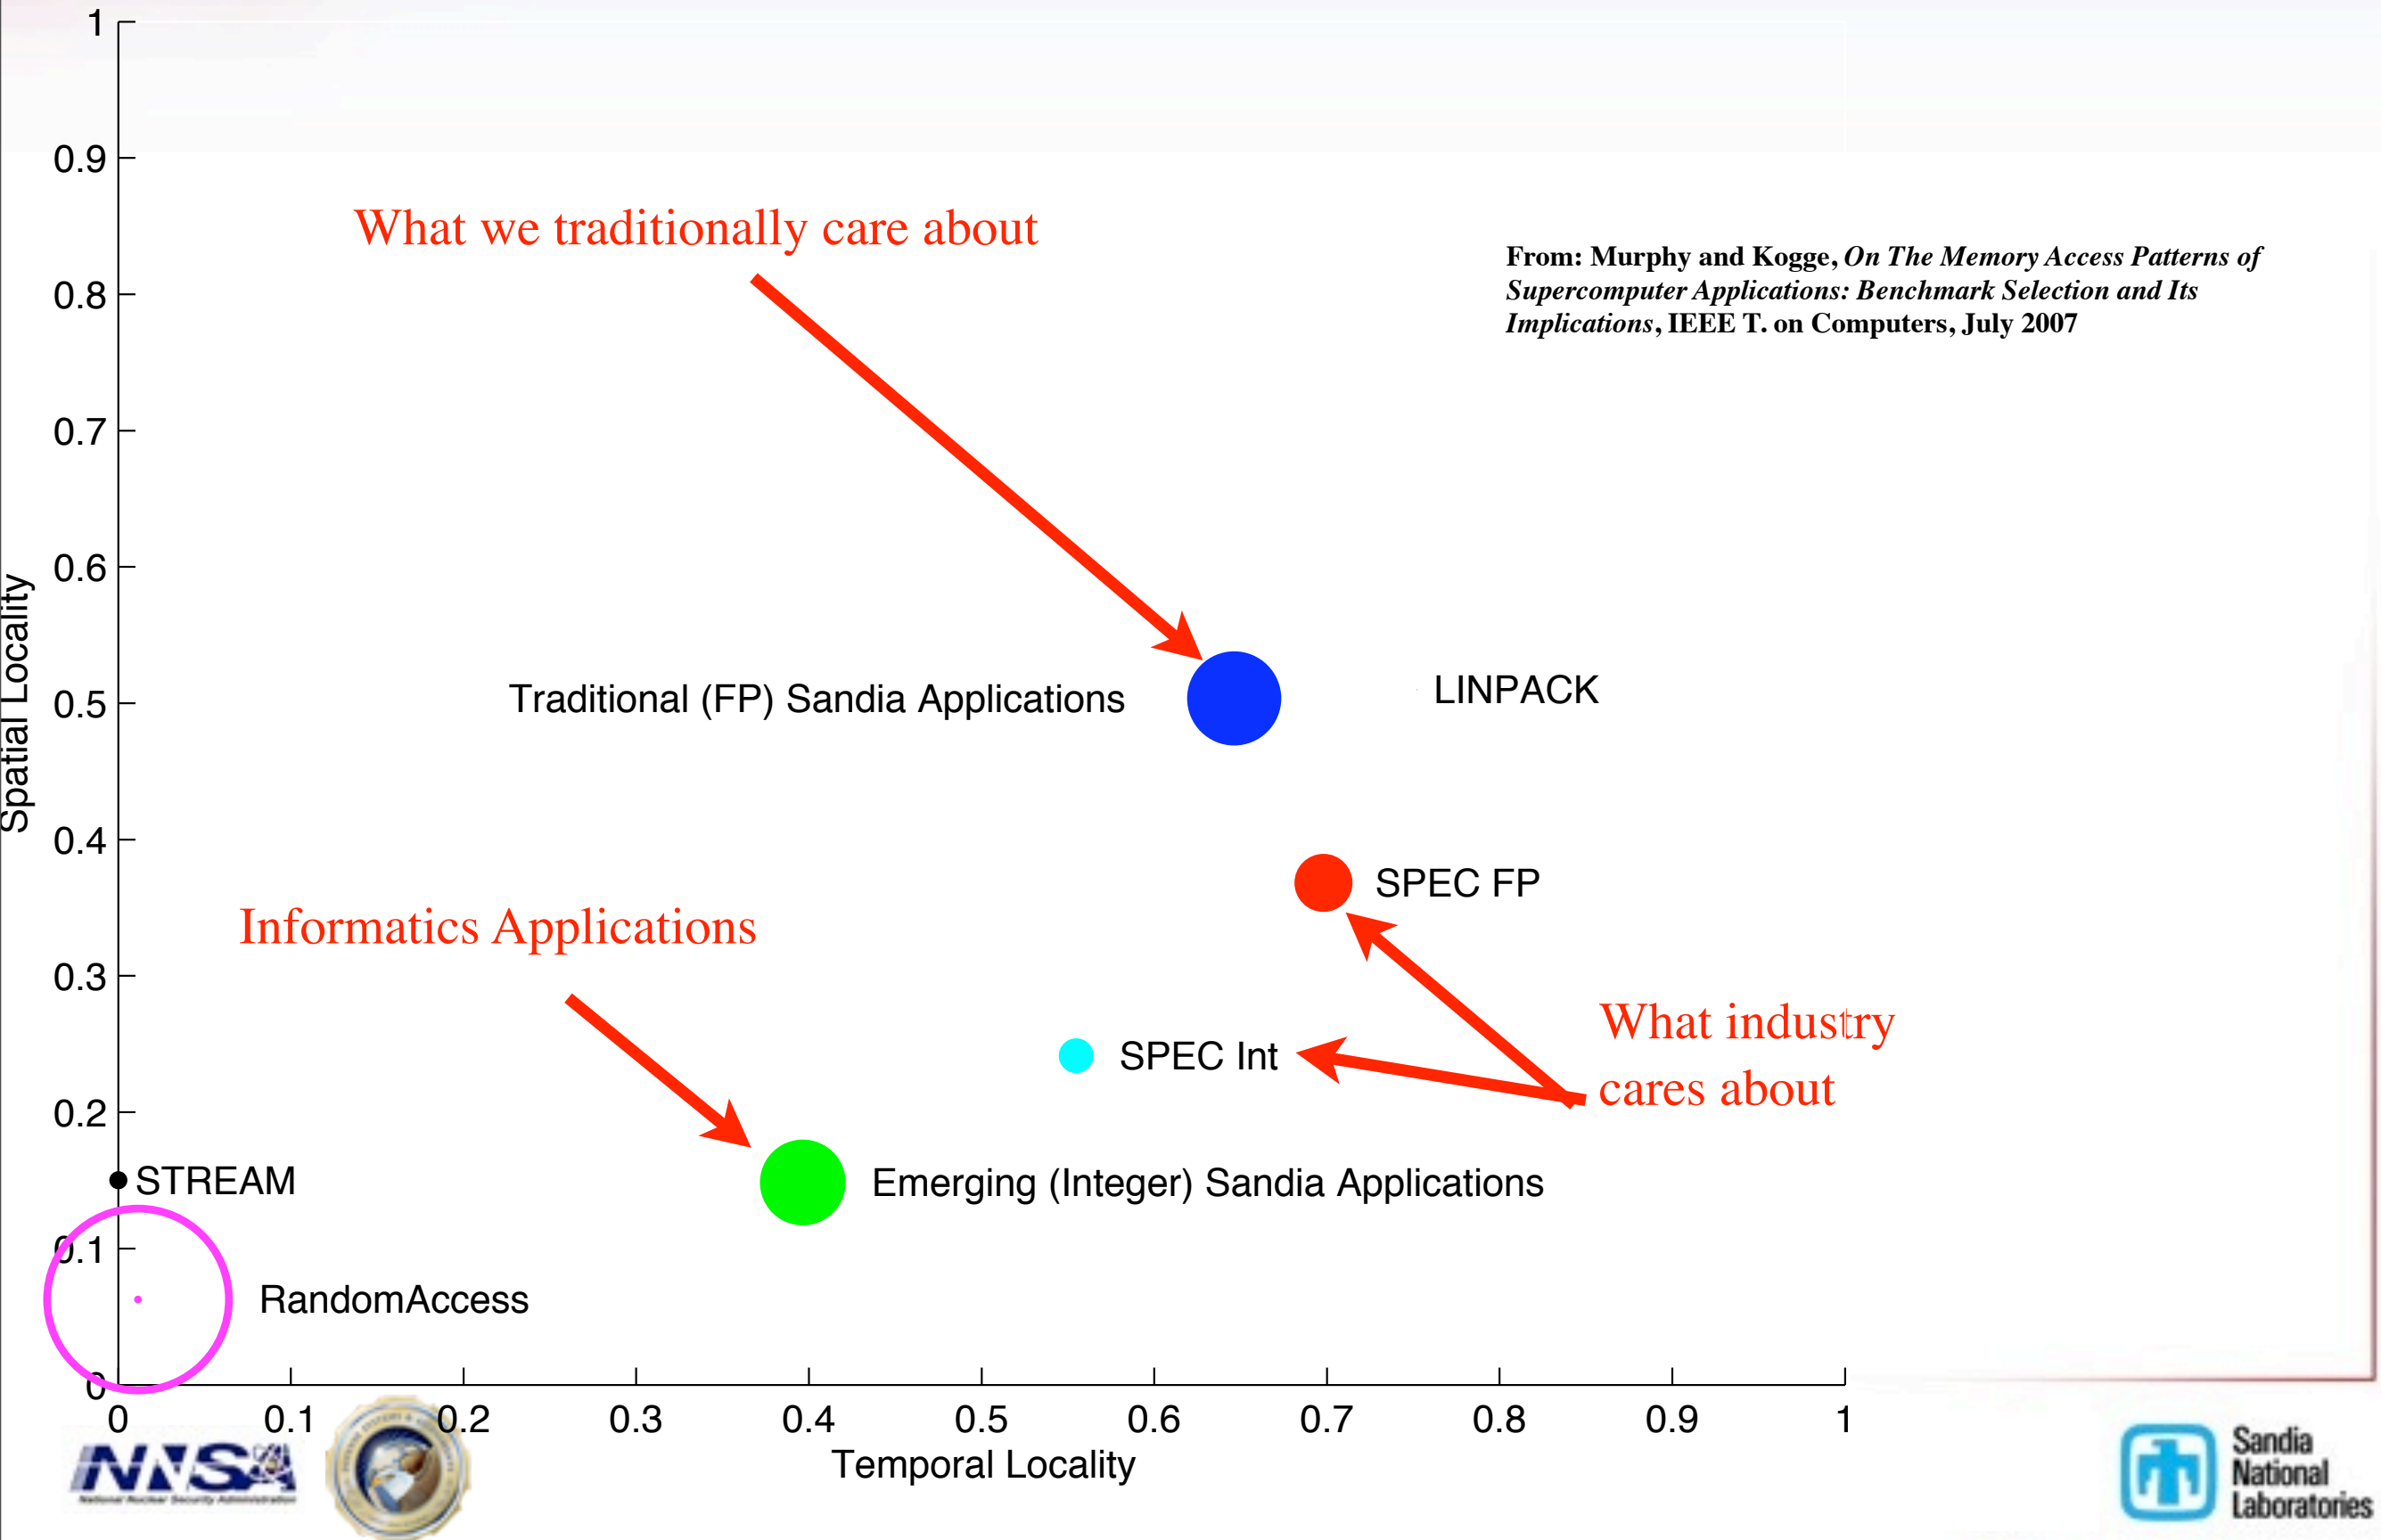 1
0.9
What we traditionally care about
From: Murphy and Kogge, On The Memory Access Patterns of
Supercomputer Applications: Benchmark Selection and Its
Implications, IEEE T. on Computers, July 2007
0.8
0.7
0.6
Spatial Locality
Traditional (FP) Sandia Applications
LINPACK
0.5
0.4
SPEC FP
Informatics Applications
0.3
What industry
cares about
SPEC Int
0.2
STREAM
Emerging (Integer) Sandia Applications
0.1
RandomAccess
0
0 0.1 0.2 0.3 0.4 0.5 0.6 0.7 0.8 0.9 1
Temporal Locality
NNSA
National Nuclear Security Administration
Sandia
National
Laboratories